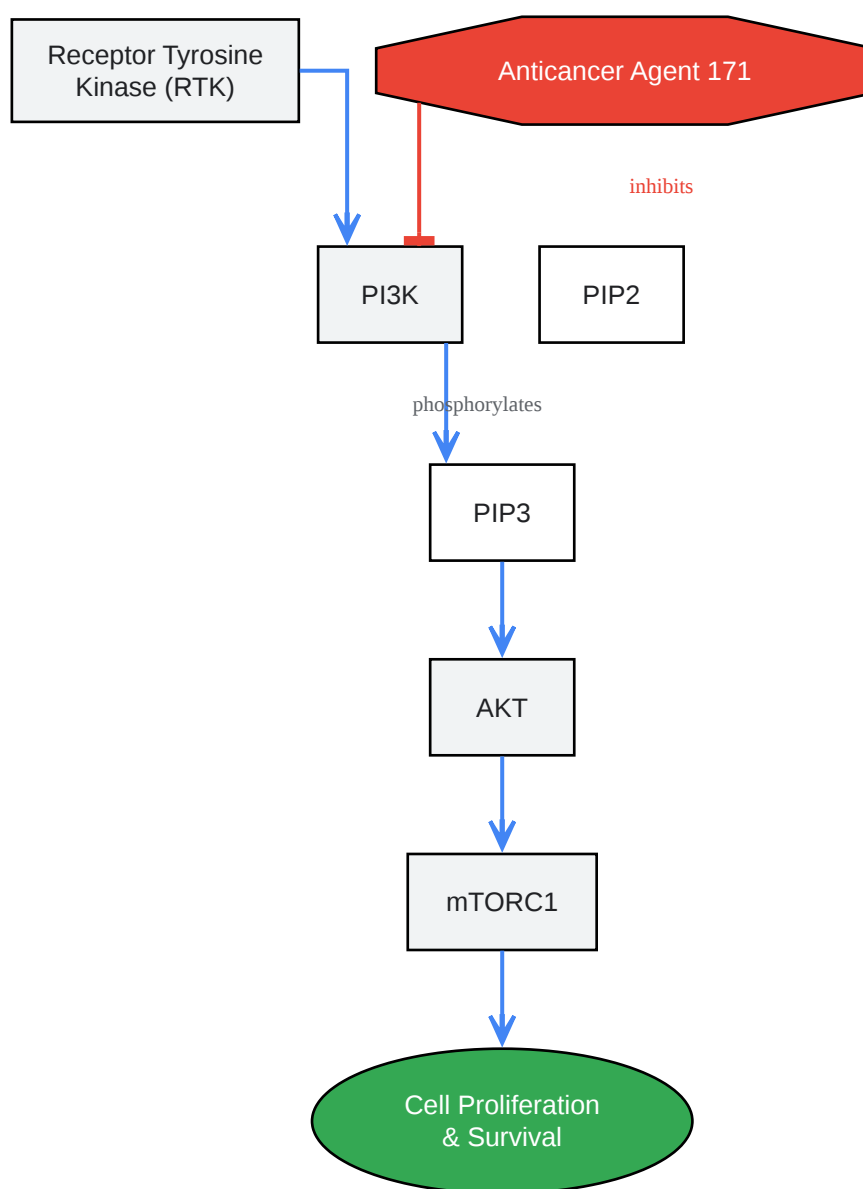 Receptor Tyrosine
Kinase (RTK)
Anticancer Agent 171
inhibits
PI3K
PIP2
phosphorylates
PIP3
AKT
mTORC1
Cell Proliferation
& Survival